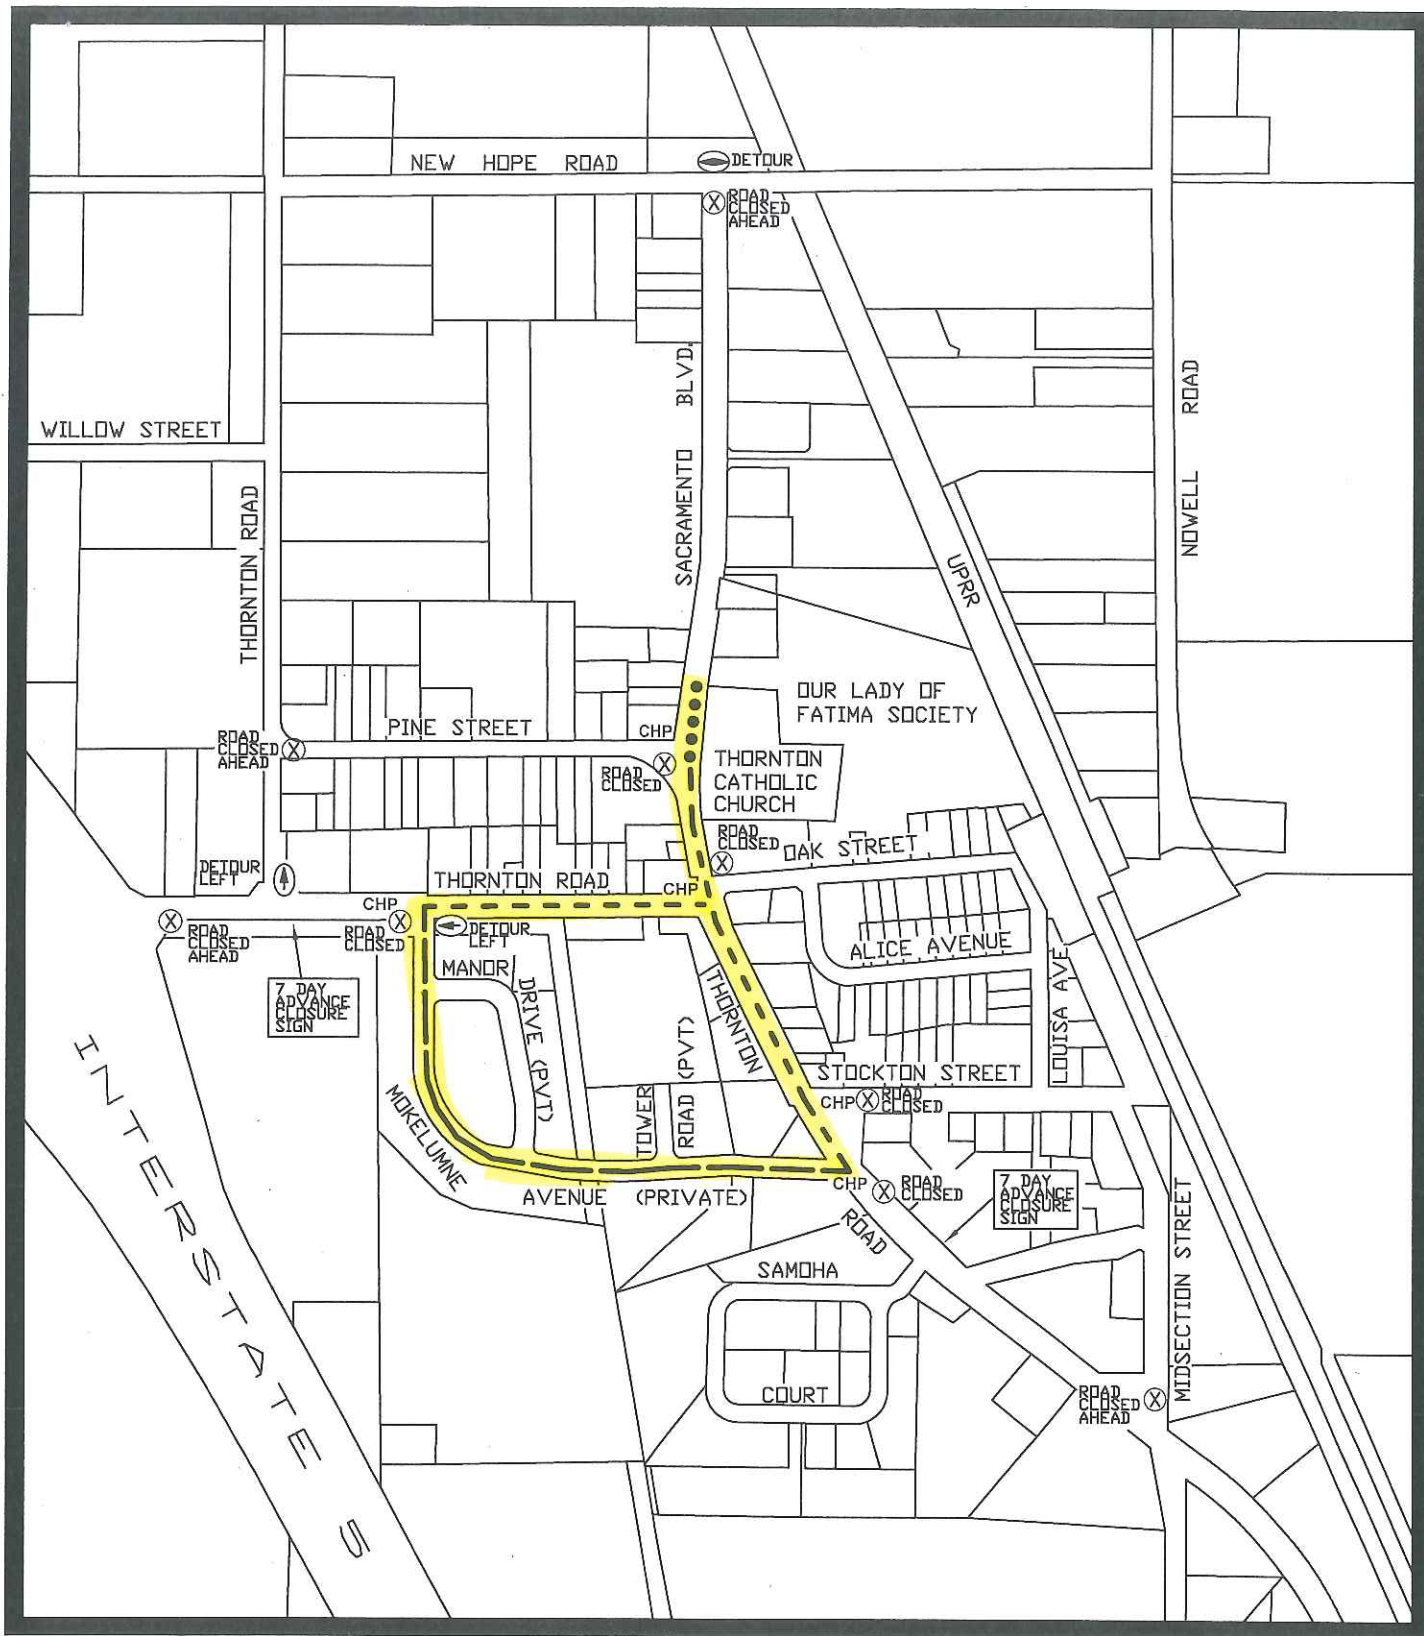 NEW HOPE ROAD
DETOUR
ROAD
CLOSED
AHEAD
SACRAMENTO BLVD.
NOWELL ROAD
WILLOW STREET
THORNTON ROAD
UPRR
OUR LADY OF
FATIMA SOCIETY
PINE STREET
CHP
ROAD
CLOSED
AHEAD
ROAD
CLOSED
THORNTON
CATHOLIC
CHURCH
ROAD
CLOSED
OAK STREET
DETOUR
LEFT
THORNTON ROAD
CHP
CHP
ROAD
CLOSED
AHEAD
ROAD
CLOSED
DETOUR
LEFT
ALICE AVENUE
MANOR
DRIVE (PVT)
7 DAY
ADVANCE
CLOSURE
SIGN
THORNTON
LOUISA AVE
STOCKTON STREET
TOWER
ROAD (PVT)
CHP
ROAD
CLOSED
MOKELUMNE
AVENUE (PRIVATE)
CHP
ROAD
CLOSED
7 DAY
ADVANCE
CLOSURE
SIGN
ROAD
SAMOHA
COURT
MIDSECTION STREET
ROAD
CLOSED
AHEAD
INTERSTATE 5